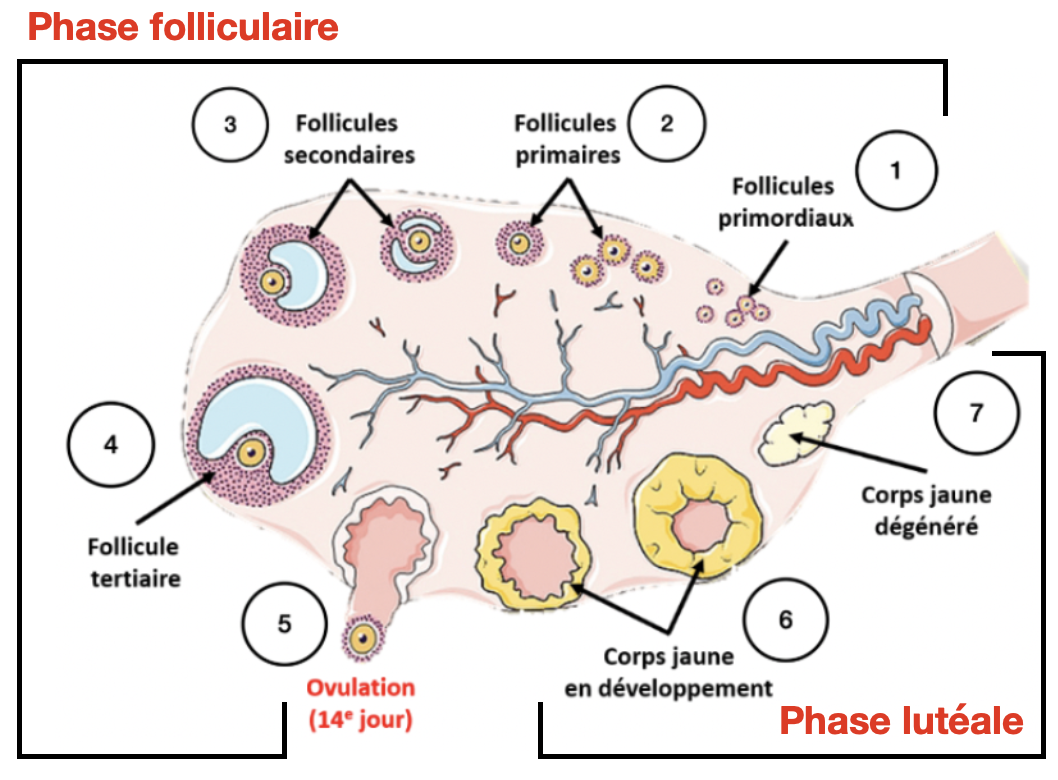 Phase folliculaire
3
Follicules
secondaires
Follicules
primaires
2
1
Follicules
primordiaux
4
Follicule
tertiaire
7
Corps jaune
dégénéré
5
Ovulation
(14e jour)
6
Corps jaune
en développement
Phase lutéale